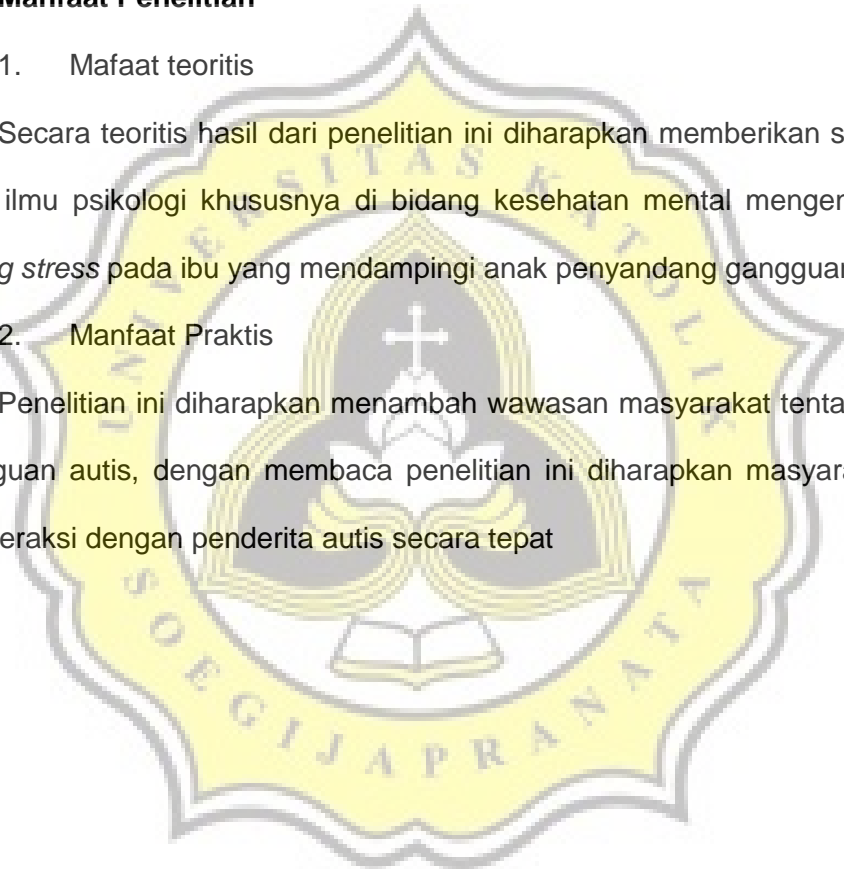 Manfaat Penelitian
1. Mafaat teoritis
Secara teoritis hasil dari penelitian ini diharapkan memberikan s
ilmu psikologi khususnya di bidang kesehatan mental menger
g stress pada ibu yang mendampingi anak penyandang gangguan
2. Manfaat Praktis
Penelitian ini diharapkan menambah wawasan masyarakat tenta
guan autis, dengan membaca penelitian ini diharapkan masyara
eraksi dengan penderita autis secara tepat
UNIVERSITAS KATOLIK
SOEGIJAPRANATA